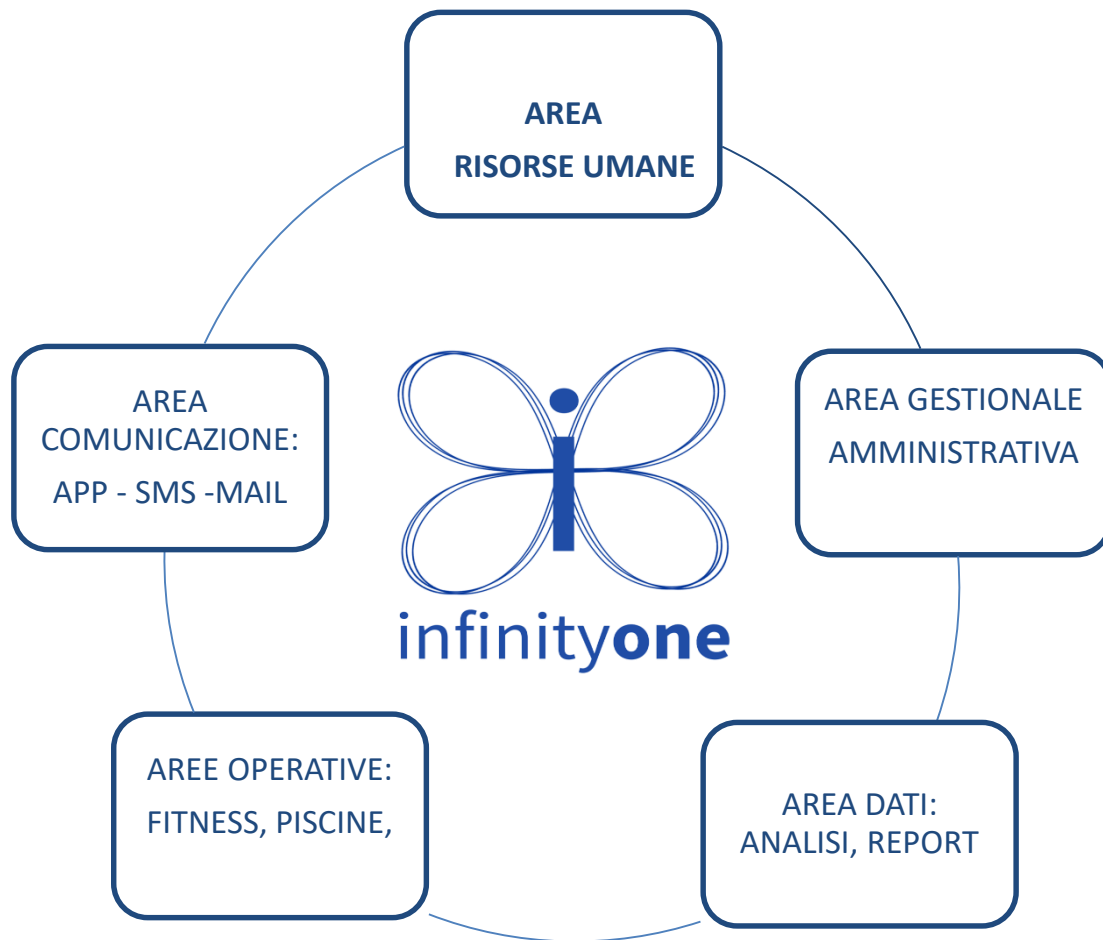 AREA
RISORSE UMANE
AREA
COMUNICAZIONE:
APP - SMS -MAIL
AREA GESTIONALE
AMMINISTRATIVA
infinityone
AREE OPERATIVE:
FITNESS, PISCINE,
AREA DATI:
ANALISI, REPORT